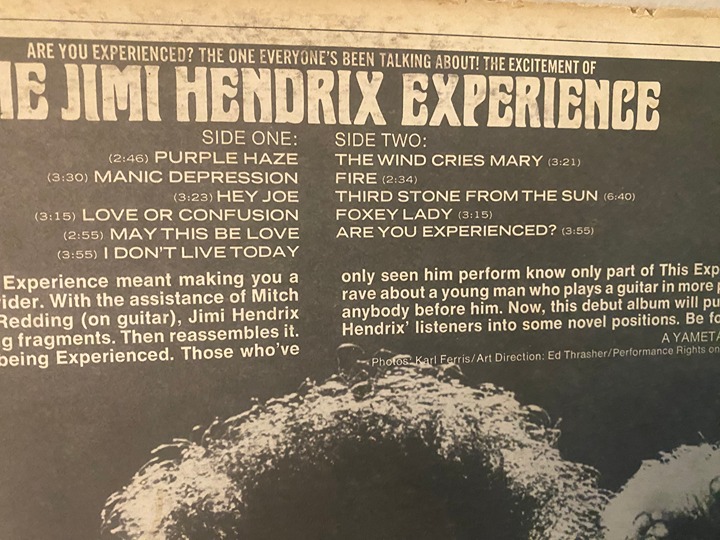 ARE YOU EXPERIENCED? THE ONE EVERYONE'S BEEN TALKING ABOUT! THE EXCITEMENT OF
JIMI HENDRIX EXPERIENCE
SIDE ONE:
(2:46) PURPLE HAZE
(3:30) MANIC DEPRESSION
(3:23) HEY JOE
(3:15) LOVE OR CONFUSION
(2:55) MAY THIS BE LOVE
(3:55) I DON'T LIVE TODAY
SIDE TWO:
THE WIND CRIES MARY (3:21)
FIRE (2:34)
THIRD STONE FROM THE SUN (6:40)
FOXEY LADY (3:15)
ARE YOU EXPERIENCED? (3:55)
Experience meant making you a
rider. With the assistance of Mitch
Redding (on guitar), Jimi Hendrix
g fragments. Then reassembles it.
being Experienced. Those who've
only seen him perform know only part of This Exp
rave about a young man who plays a guitar in more p
anybody before him. Now, this debut album will pu
Hendrix' listeners into some novel positions. Be fo
A YAMETA
Photos: Karl Ferris/Art Direction: Ed Thrasher/Performance Rights on